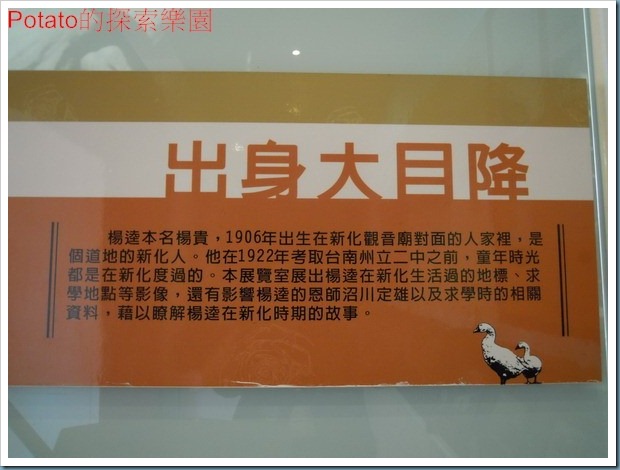 Potato的探索樂園
出身大目降
楊逵本名楊貴，1906年出生在新化觀音廟對面的人家裡，是
個道地的新化人。他在1922年考取台南州立二中之前，童年時光
都是在新化度過的。本展覽室展出楊逵在新化生活過的地標、求
學地點等影像，還有影響楊逵的恩師沼川定雄以及求學時的相關
資料，藉以瞭解楊逵在新化時期的故事。